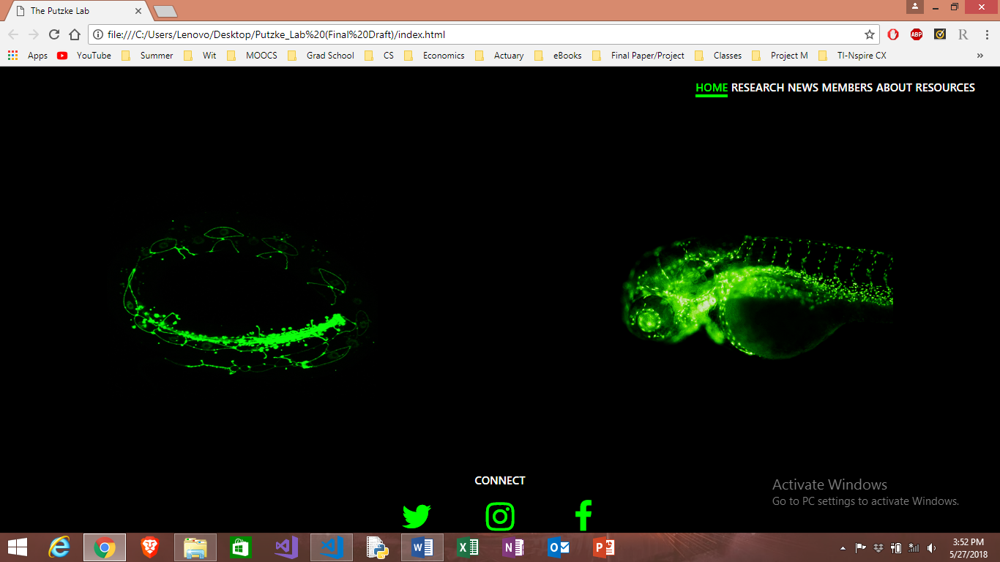 The Putzke Lab
file:///C:/Users/Lenovo/Desktop/Putzke_Lab%20(Final%20Draft)/index.html
ABP
R
Apps YouTube Summer Wit MOOCS Grad School CS Economics Actuary eBooks Final Paper/Project Classes Project M TI-Nspire CX »
HOME RESEARCH NEWS MEMBERS ABOUT RESOURCES
CONNECT
Activate Windows
Go to PC settings to activate Windows.
3:52 PM
5/27/2018